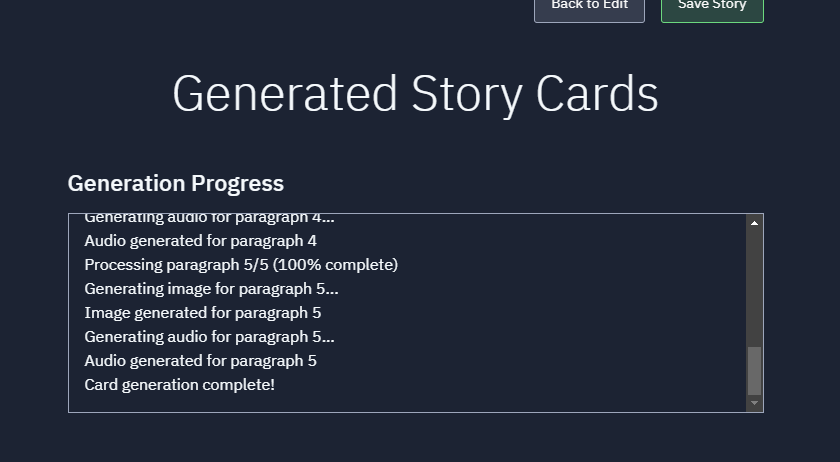 Back to Edit
Save Story
Generated Story Cards
Generation Progress
Generating audio for paragraph 4...
Audio generated for paragraph 4
Processing paragraph 5/5 (100% complete)
Generating image for paragraph 5...
Image generated for paragraph 5
Generating audio for paragraph 5...
Audio generated for paragraph 5
Card generation complete!